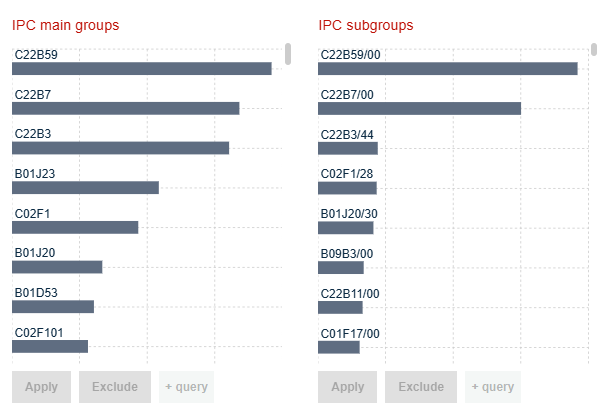 IPC main groups
C22B59
C22B7
C22B3
B01J23
C02F1
B01J20
B01D53
C02F101
Apply
Exclude
+ query
IPC subgroups
C22B59/00
C22B7/00
C22B3/44
C02F1/28
B01J20/30
B09B3/00
C22B11/00
C01F17/00
Apply
Exclude
+ query